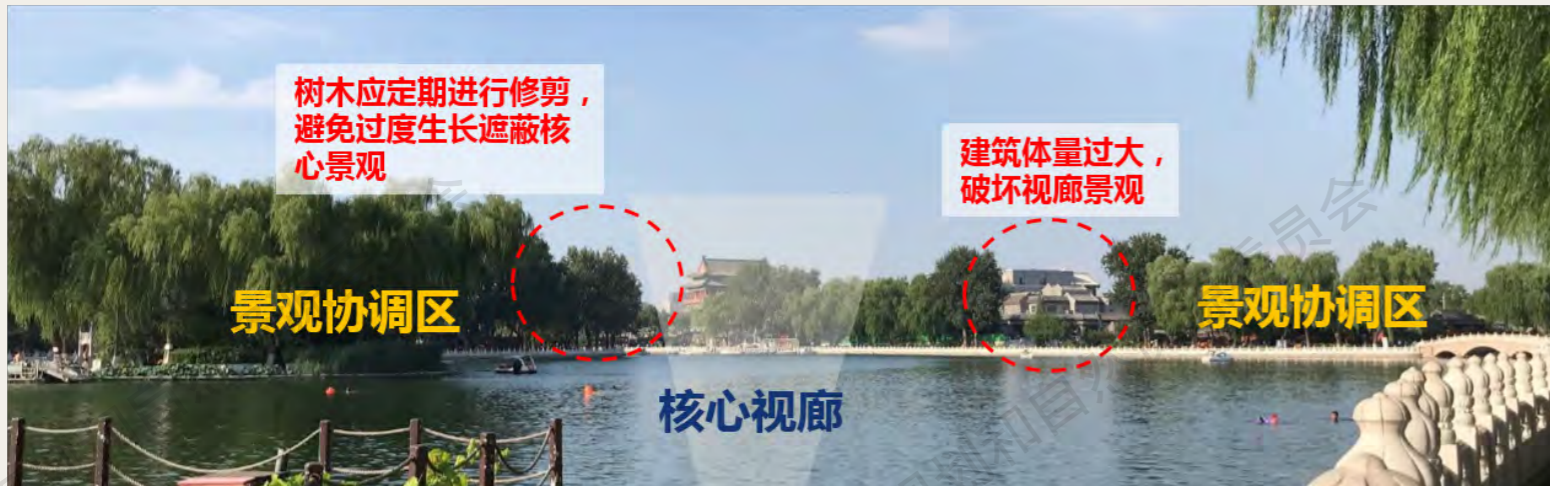 树木应定期进行修剪，
避免过度生长遮蔽核
心景观
建筑体量过大，
破坏视廊景观
景观协调区
景观协调区
核心视廊